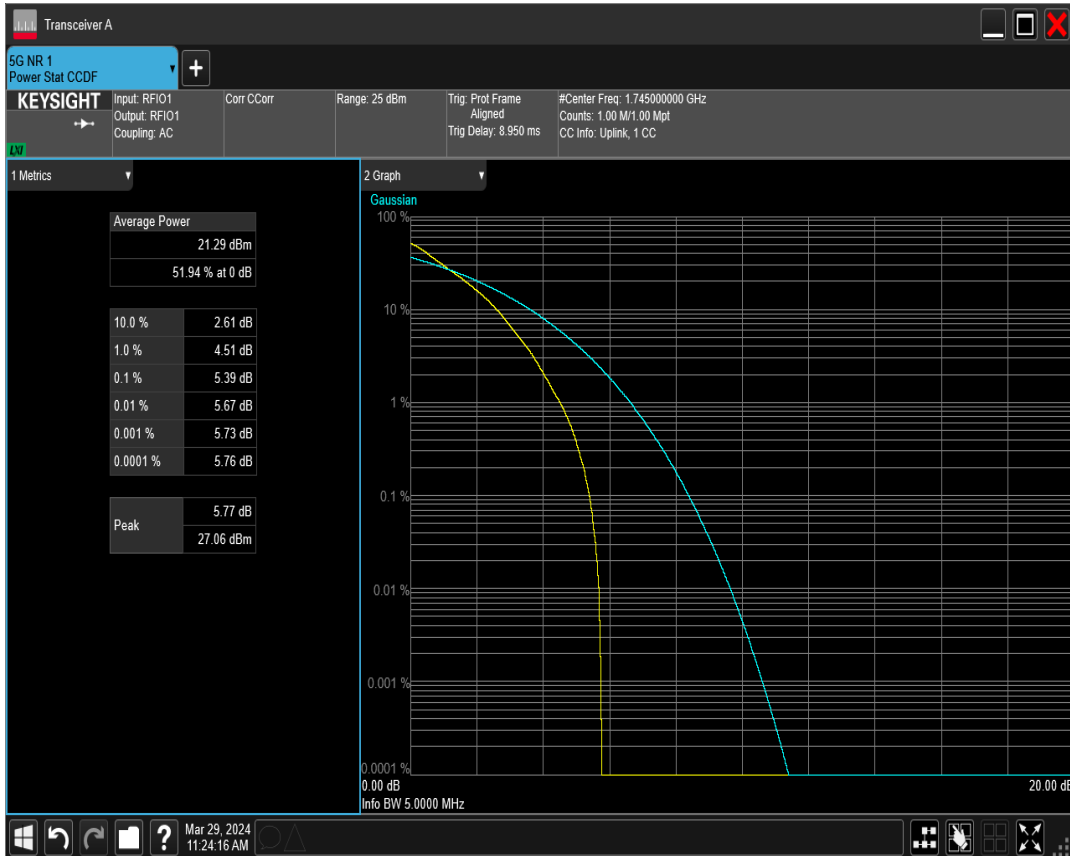 Transceiver A
5G NR 1
Power Stat CCDF
+
KEYSIGHT
LXI
Input: RFIO1
Output: RFIO1
Coupling: AC
Corr CCorr
Range: 25 dBm
Trig: Prot Frame
Aligned
Trig Delay: 8.950 ms
#Center Freq: 1.745000000 GHz
Counts: 1.00 M/1.00 Mpt
CC Info: Uplink, 1 CC
1 Metrics
Average Power
21.29 dBm
51.94 % at 0 dB
10.0 % 2.61 dB
1.0 % 4.51 dB
0.1 % 5.39 dB
0.01 % 5.67 dB
0.001 % 5.73 dB
0.0001 % 5.76 dB
Peak 5.77 dB
27.06 dBm
2 Graph
Gaussian
100 %
10 %
1 %
0.1 %
0.01 %
0.001 %
0.0001 %
0.00 dB 20.00 dB
Info BW 5.0000 MHz
? Mar 29, 2024
11:24:16 AM